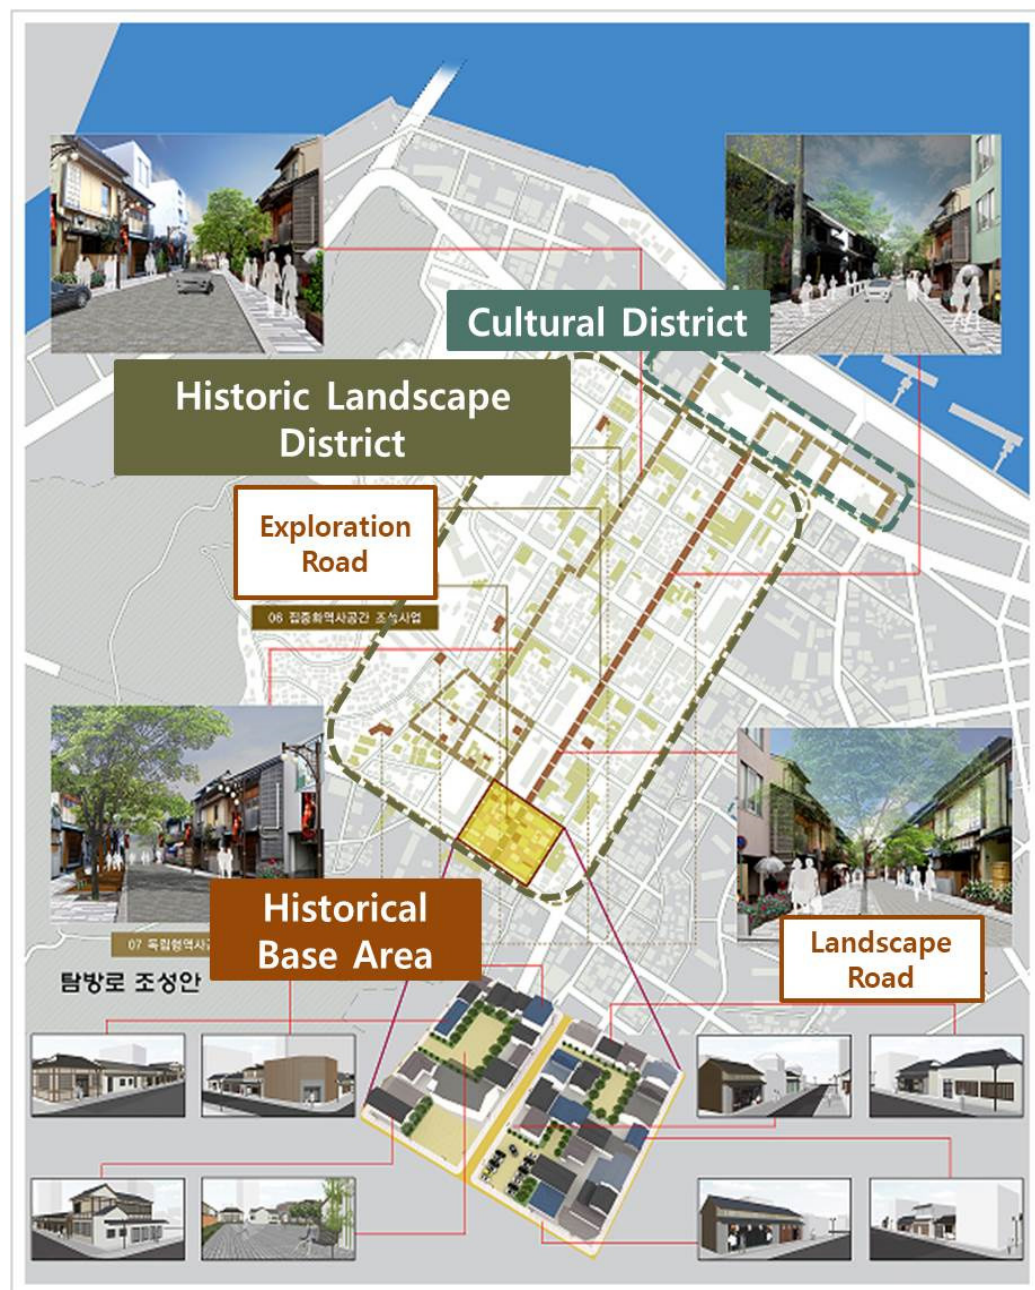 Cultural District
Historic Landscape
District
Exploration
Road
06 집중화역사공간 조성사업
Historical
Base Area
07 독립형역사공
Landscape
Road
탐방로 조성안